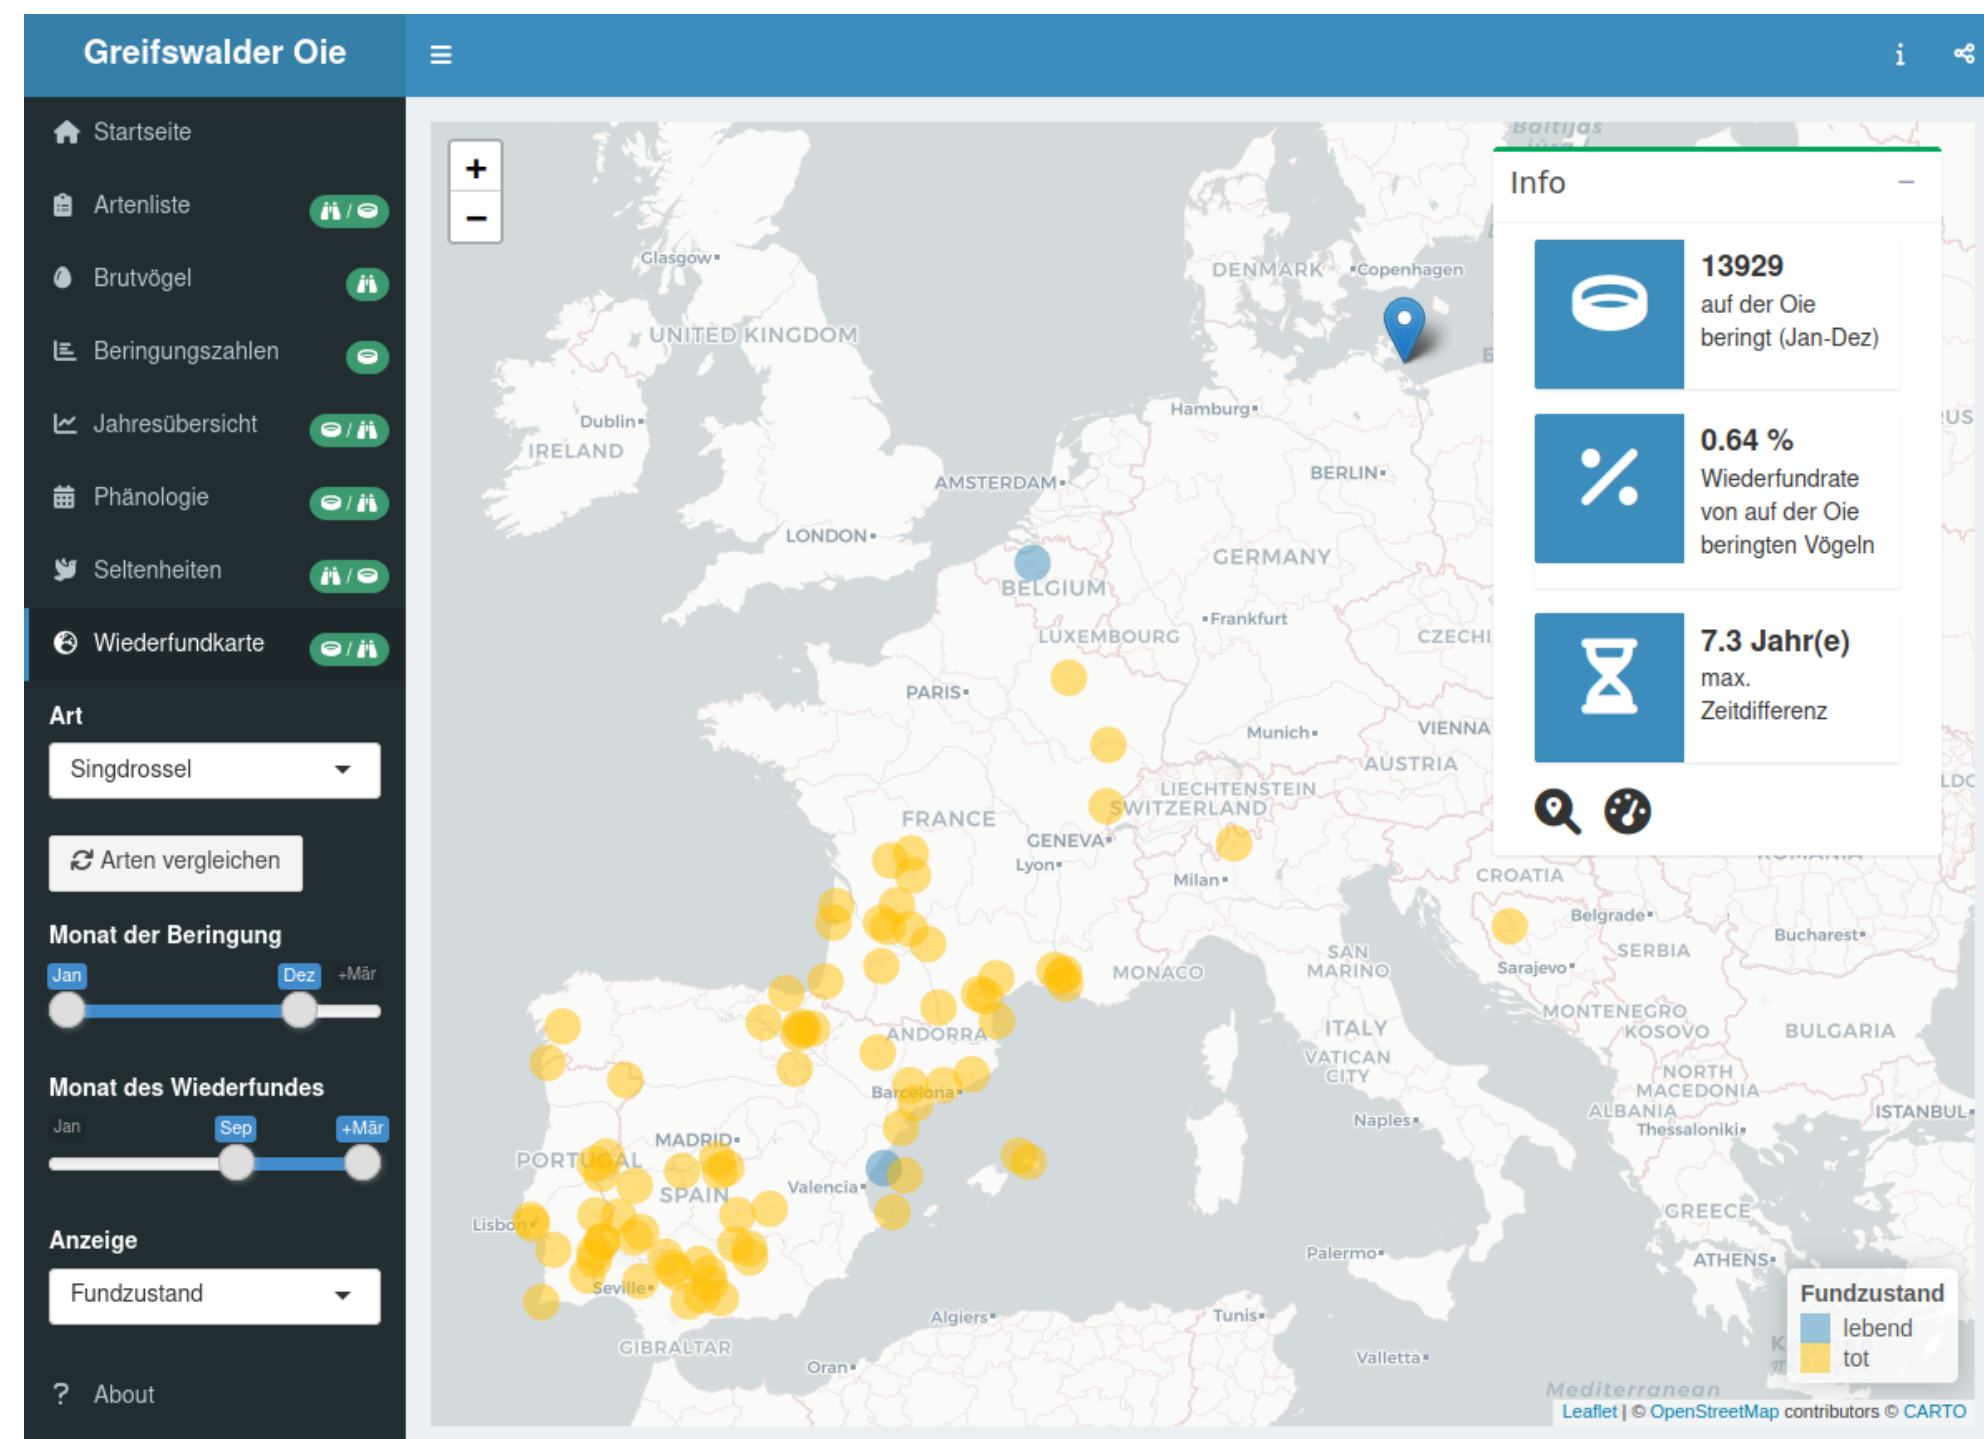 Greifswalder Oie
i
Startseite
Artenliste
/
Brutvögel
Beringungszahlen
Jahresübersicht
/
Phänologie
/
Seltenheiten
/
Wiederfundkarte
/
Art
Singdrossel
Arten vergleichen
Monat der Beringung
Jan
Dez
+Mär
Monat des Wiederfundes
Jan
Sep
+Mär
Anzeige
Fundzustand
? About
+
−
Baltijas
Glasgow
DENMARK
Copenhagen
UNITED KINGDOM
Dublin
IRELAND
Hamburg
AMSTERDAM
BERLIN
LONDON
GERMANY
BELGIUM
Frankfurt
LUXEMBOURG
CZECHI
PARIS
Munich
VIENNA
AUSTRIA
LIECHTENSTEIN
SWITZERLAND
FRANCE
GENEVA
Lyon
Milan
CROATIA
ROMANIA
Belgrade
Bucharest
SERBIA
SAN
MARINO
MONACO
Sarajevo
MONTENEGRO
KOSOVO
BULGARIA
ITALY
ANDORRA
VATICAN
CITY
NORTH
MACEDONIA
Barcelona
ALBANIA
ISTANBUL
Naples
Thessaloniki
MADRID
PORTUGAL
SPAIN
Valencia
Lisbon
GREECE
Palermo
ATHENS
Seville
Algiers
Tunis
GIBRALTAR
Oran
Valletta
Mediterranean
RUS
LDO
Info
−
13929
auf der Oie
beringt (Jan-Dez)
0.64 %
Wiederfundrate
von auf der Oie
beringten Vögeln
7.3 Jahr(e)
max.
Zeitdifferenz
Fundzustand
lebend
tot
Leaflet | © OpenStreetMap contributors © CARTO